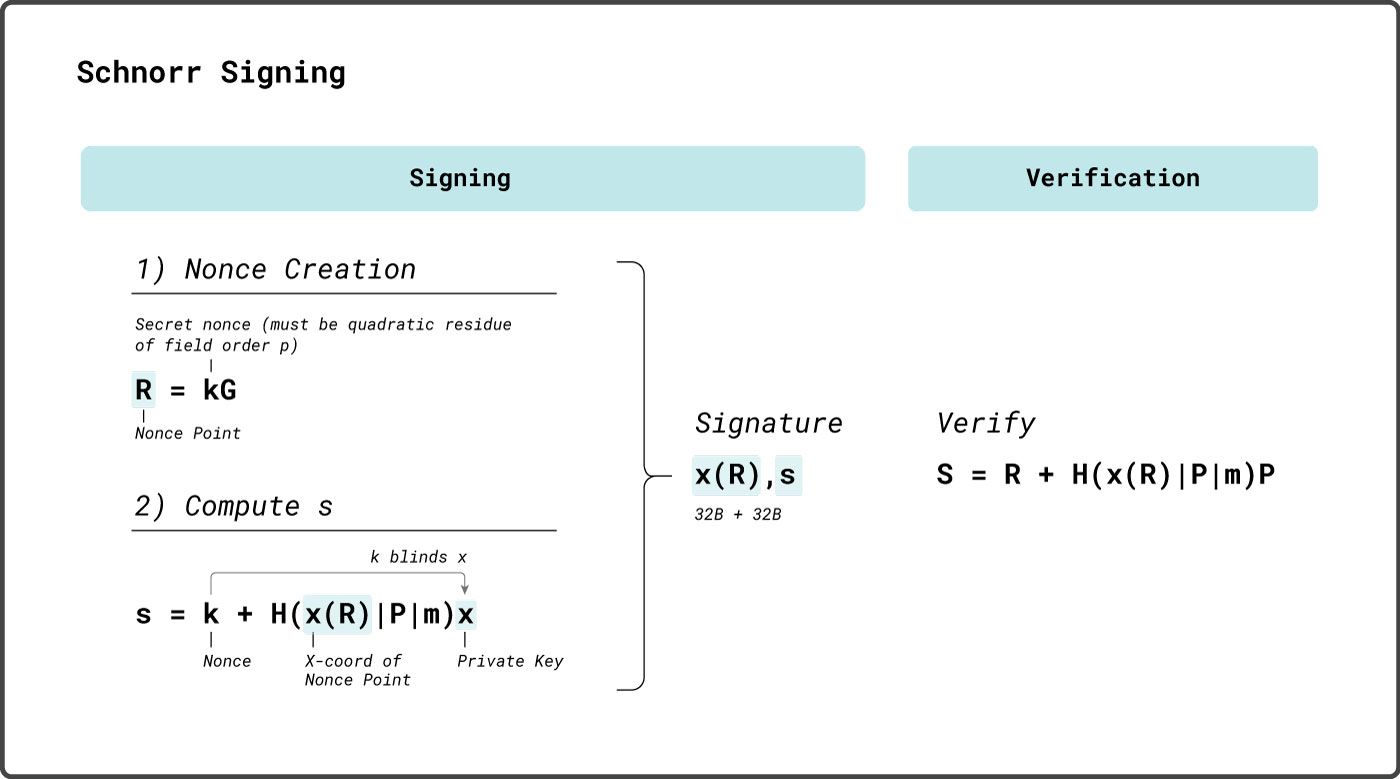 Schnorr Signing
Signing
Verification
1) Nonce Creation
Secret nonce (must be quadratic residue
of field order p)
R = kG
Nonce Point
2) Compute s
k blinds x
s = k + H(x(R)|P|m)x
Nonce
X-coord of
Nonce Point
Private Key
Signature
x(R),s
32B + 32B
Verify
S = R + H(x(R)|P|m)P